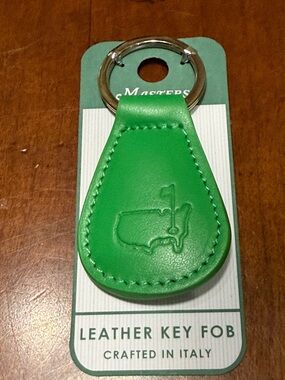 Masters
LEATHER KEY FOB
CRAFTED IN ITALY